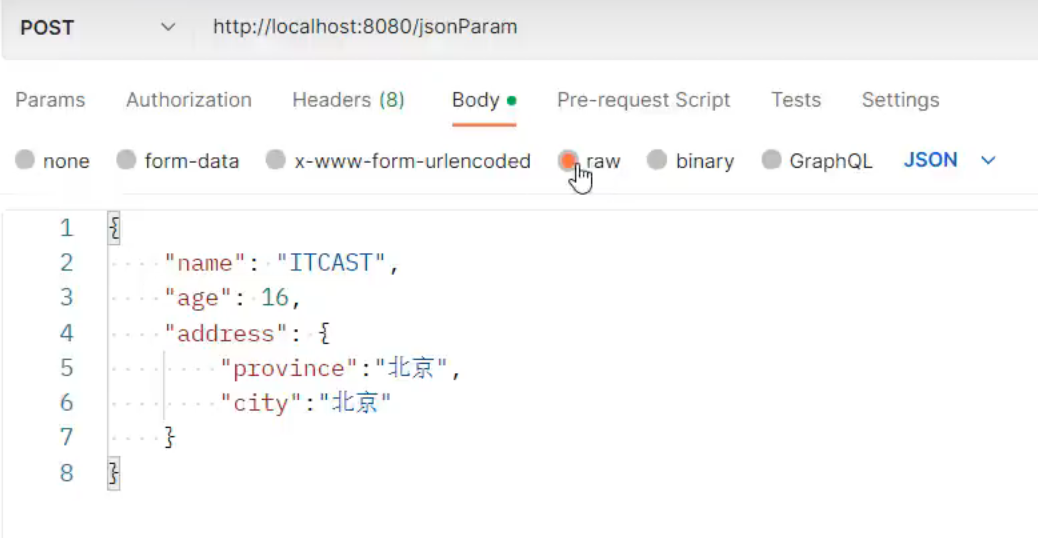 POST http://localhost:8080/jsonParam
Params Authorization Headers (8) Body Pre-request Script Tests Settings
none form-data x-www-form-urlencoded raw binary GraphQL JSON
1 {
2 "name": "ITCAST",
3 "age": 16,
4 "address": {
5 "province":"北京",
6 "city":"北京"
7 }
8 }